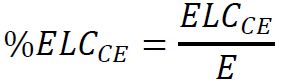 %ELC_CE = ELC_CE / E